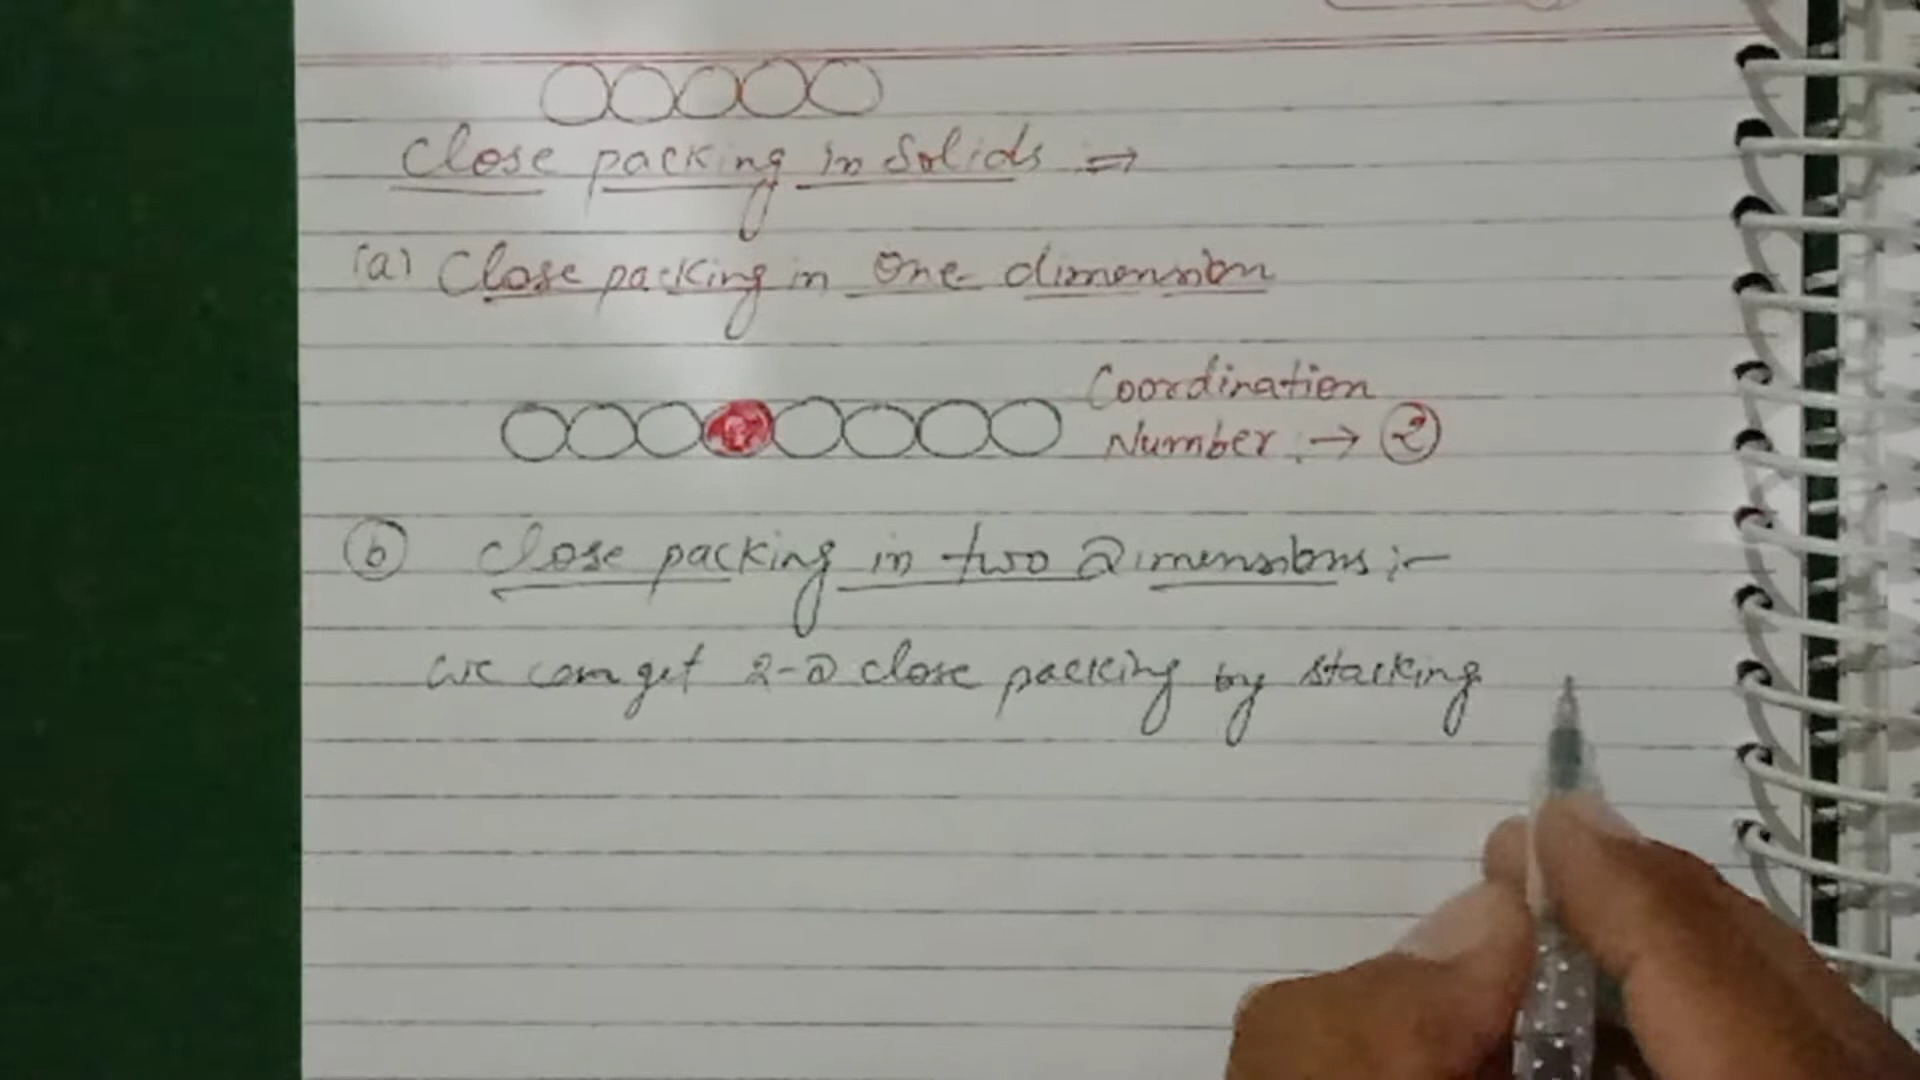 Close packing in Solids ⇒
(a) Close packing in One dimension
Coordination
Number → 2
(b) Close packing in two Dimensions :-
We can get 2-D close packing by stacking